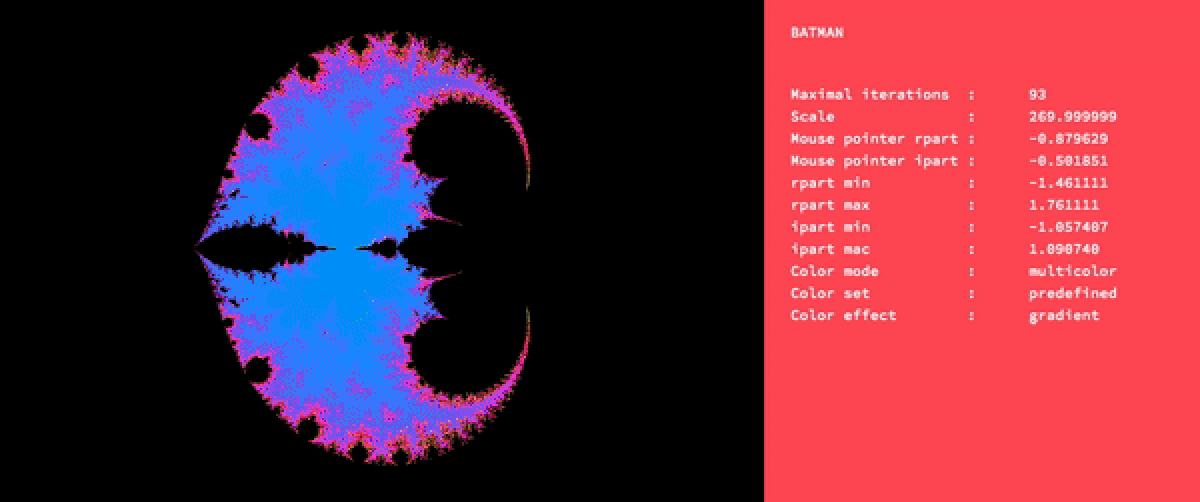 BATMAN
Maximal iterations : 93
Scale : 269.999999
Mouse pointer rpart : -0.879629
Mouse pointer ipart : -0.501851
rpart min : -1.461111
rpart max : 1.761111
ipart min : -1.057407
ipart mac : 1.090740
Color mode : multicolor
Color set : predefined
Color effect : gradient